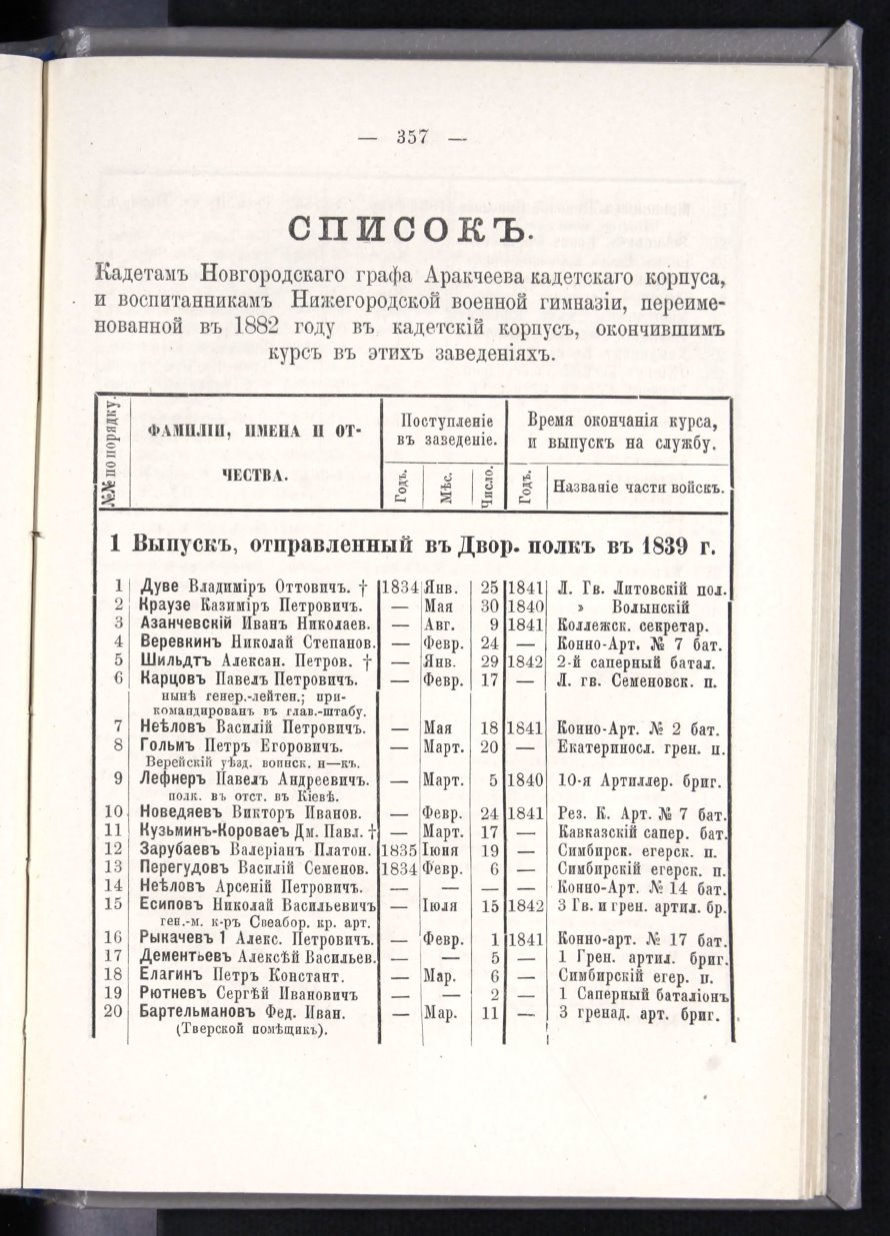 — 357 —
СПИСОКЪ.
Кадетамъ Новгородскаго графа Аракчеева кадетскаго корпуса,
и воспитанникамъ Нижегородской военной гимназіи, переиме-
нованной въ 1882 году въ кадетскій корпусъ, окончившимъ
курсъ въ этихъ заведеніяхъ.
№№ по порядку.
ФАМИЛІИ, ИМЕНА И ОТ-
ЧЕСТВА.
Поступленіе
въ заведеніе.
Годъ.
Мѣс.
Число.
Время окончанія курса,
и выпускъ на службу.
Годъ.
Названіе части войскъ.
1 Выпускъ, отправленный въ Двор. полкъ въ 1839 г.
1 Дуве Владиміръ Оттовичъ. † 1834 Янв. 25 1841 Л. Гв. Литовскій пол.
2 Краузе Казиміръ Петровичъ. — Мая 30 1840 » Волынскій
3 Азанчевскій Иванъ Николаев. — Авг. 9 1841 Коллежск. секретар.
4 Веревкинъ Николай Степанов. — Февр. 24 — Конно-Арт. № 7 бат.
5 Шильдтъ Алексан. Петров. † — Янв. 29 1842 2-й саперный батал.
6 Карцовъ Павелъ Петровичъ. — Февр. 17 — Л. гв. Семеновск. п.
нынѣ генер.-лейтен.; при-
командированъ въ глав.-штабу.
7 Неѣловъ Василій Петровичъ. — Мая 18 1841 Конно-Арт. № 2 бат.
8 Гольмъ Петръ Егоровичъ. — Март. 20 — Екатериносл. грен. п.
Верейскій уѣзд. воинск. н—къ.
9 Лефнеръ Павелъ Андреевичъ. — Март. 5 1840 10-я Артиллер. бриг.
полк. въ отст. въ Кіевѣ.
10 Новедяевъ Викторъ Иванов. — Февр. 24 1841 Рез. К. Арт. № 7 бат.
11 Кузьминъ-Короваевъ Дм. Павл. † — Март. 17 — Кавказскій сапер. бат.
12 Зарубаевъ Валеріанъ Платон. 1835 Іюня 19 — Симбирск. егерск. п.
13 Перегудовъ Василій Семенов. 1834 Февр. 6 — Симбирскій егерск. п.
14 Неѣловъ Арсеній Петровичъ. — — — — Конно-Арт. № 14 бат.
15 Есиповъ Николай Васильевичъ — Іюля 15 1842 3 Гв. и грен. артил. бр.
ген.-м. к-ръ Свеабор. кр. арт.
16 Рыкачевъ 1 Алекс. Петровичъ. — Февр. 1 1841 Конно-арт. № 17 бат.
17 Дементьевъ Алексѣй Васильев. — — 5 — 1 Грен. артил. бриг.
18 Елагинъ Петръ Констант. — Мар. 6 — Симбирскій егер. п.
19 Рютневъ Сергѣй Ивановичъ — — 2 — 1 Саперный баталіонъ
20 Бартельмановъ Фед. Иван. — Мар. 11 — 3 гренад. арт. бриг.
(Тверской помѣщикъ).